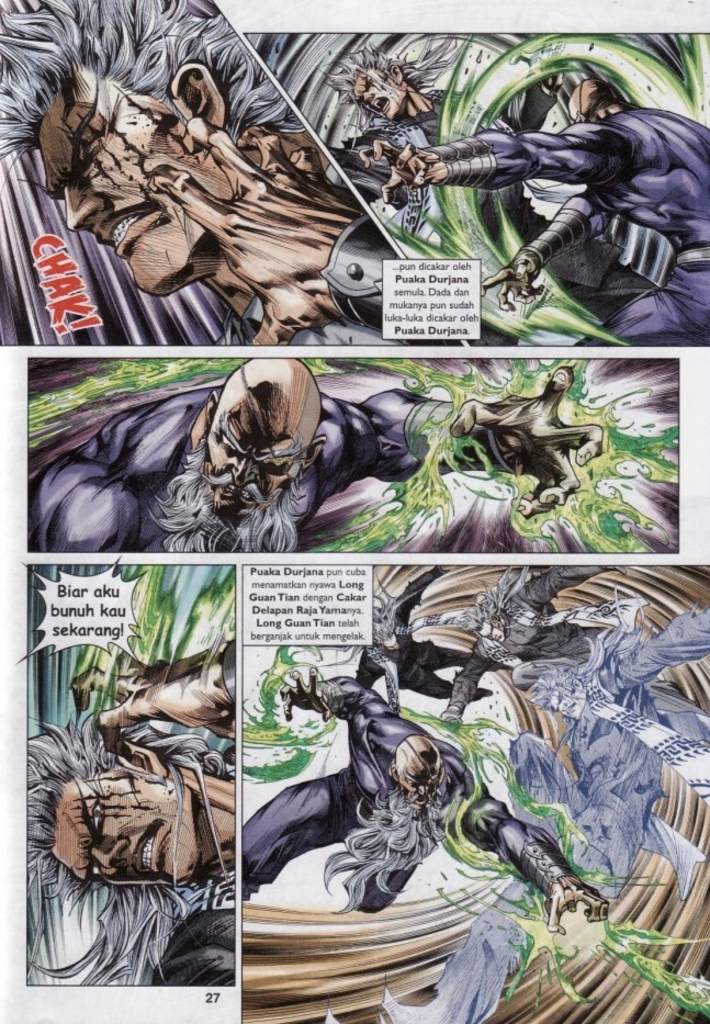 CHAK!
...pun dicakar oleh
Puaka Durjana
semula. Dada dan
mukanya pun sudah
luka-luka dicakar oleh
Puaka Durjana.
Biar aku
bunuh kau
sekarang!
Puaka Durjana pun cuba
menamatkan nyawa Long
Guan Tian dengan Cakar
Delapan Raja Yamanya.
Long Guan Tian telah
berganjak untuk mengelak.
27